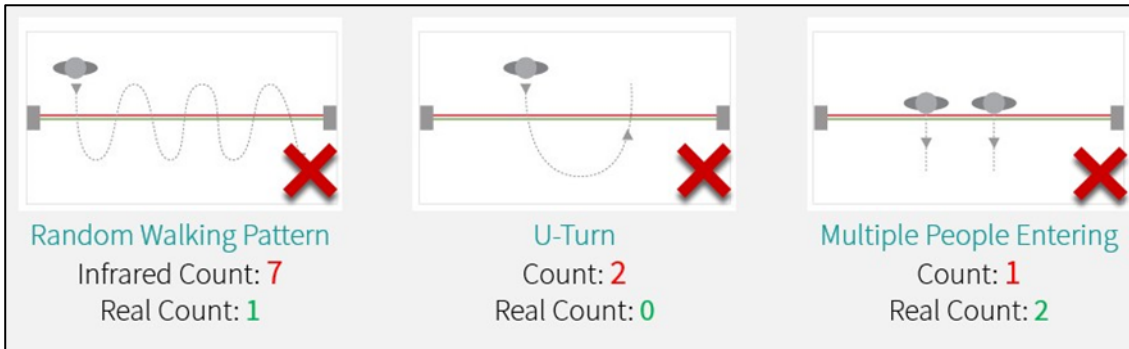 Random Walking Pattern
Infrared Count: 7
Real Count: 1
U-Turn
Count: 2
Real Count: 0
Multiple People Entering
Count: 1
Real Count: 2